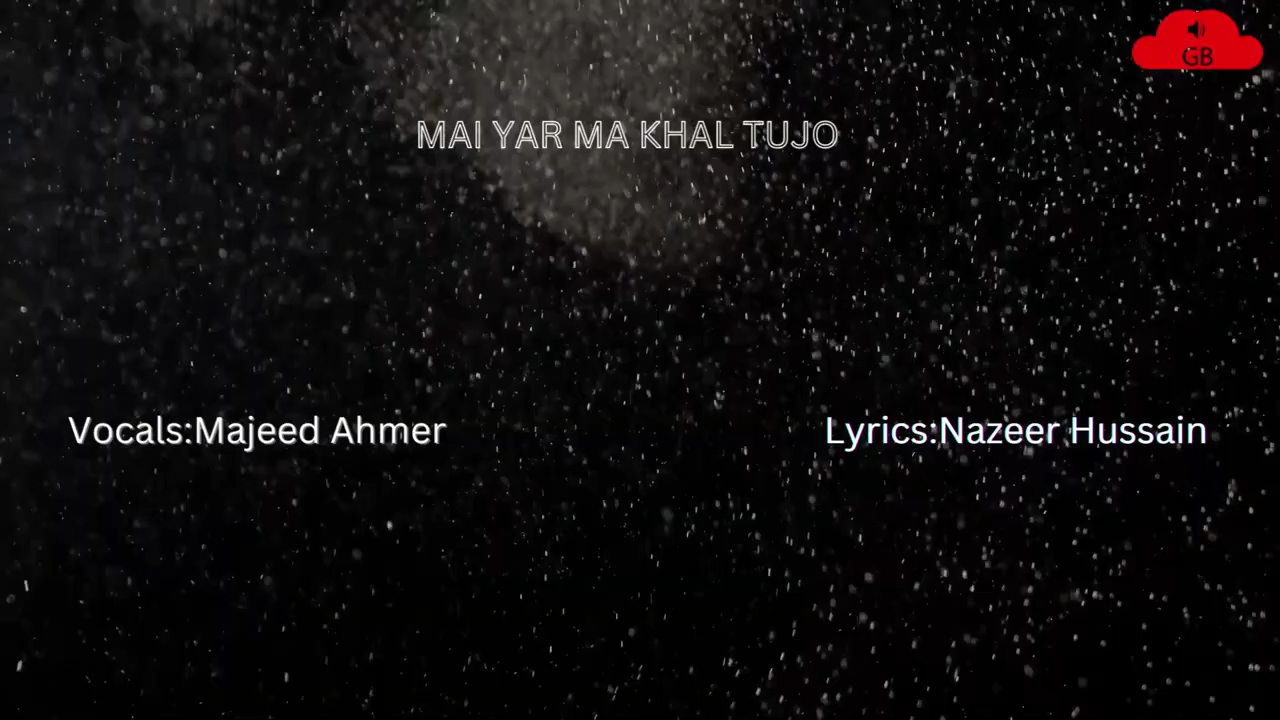 GB
MAI YAR MA KHAL TUJO
Vocals:Majeed Ahmer
Lyrics:Nazeer Hussain